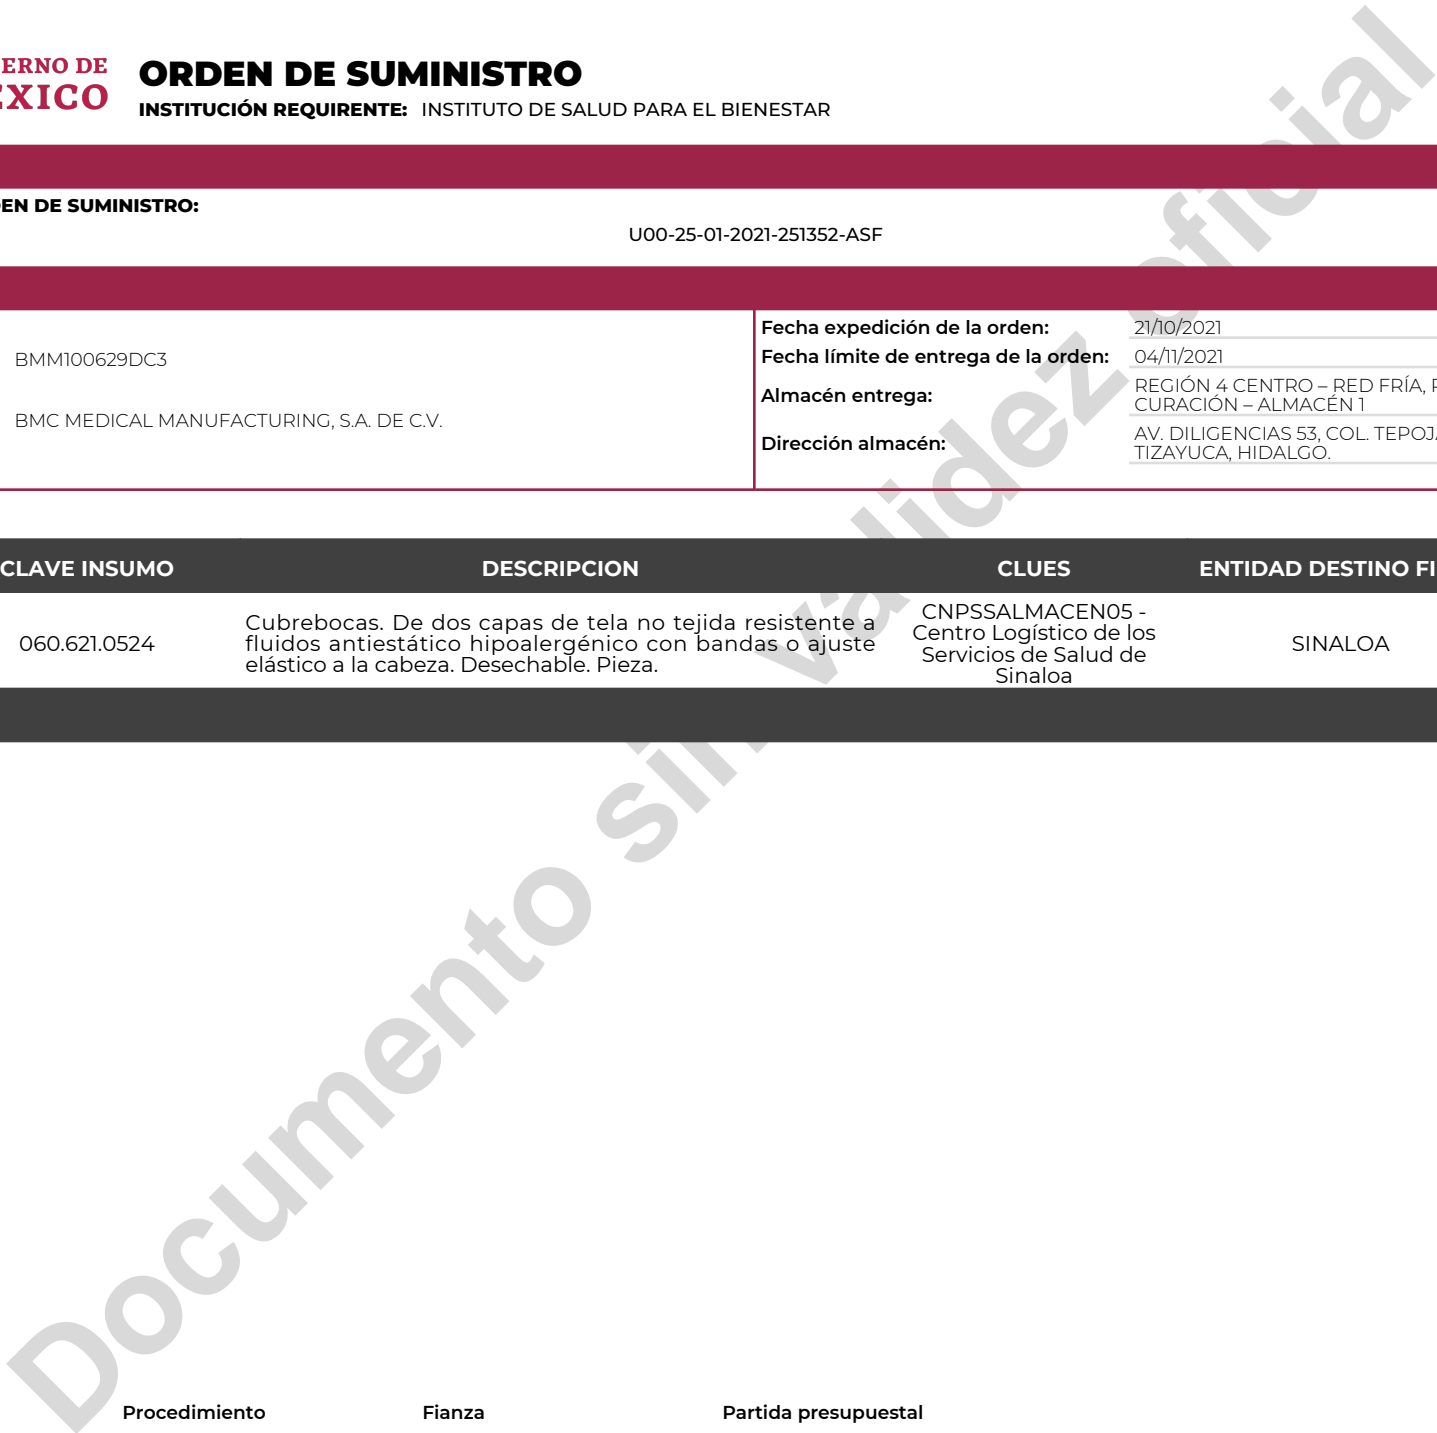 ERNO DE
EXICO
ORDEN DE SUMINISTRO
INSTITUCIÓN REQUIRENTE: INSTITUTO DE SALUD PARA EL BIENESTAR
EN DE SUMINISTRO:
U00-25-01-2021-251352-ASF
BMM100629DC3
BMC MEDICAL MANUFACTURING, S.A. DE C.V.
Fecha expedición de la orden: 21/10/2021
Fecha límite de entrega de la orden: 04/11/2021
Almacén entrega: REGIÓN 4 CENTRO – RED FRÍA,
CURACIÓN – ALMACÉN 1
Dirección almacén: AV. DILIGENCIAS 53, COL. TEPOJ
TIZAYUCA, HIDALGO.
CLAVE INSUMO DESCRIPCION CLUES ENTIDAD DESTINO FI
060.621.0524
Cubrebocas. De dos capas de tela no tejida resistente a
fluidos antiestático hipoalergénico con bandas o ajuste
elástico a la cabeza. Desechable. Pieza.
CNPSSALMACEN05 -
Centro Logístico de los
Servicios de Salud de
Sinaloa
SINALOA
Documento sin validez oficial
Procedimiento Fianza Partida presupuestal